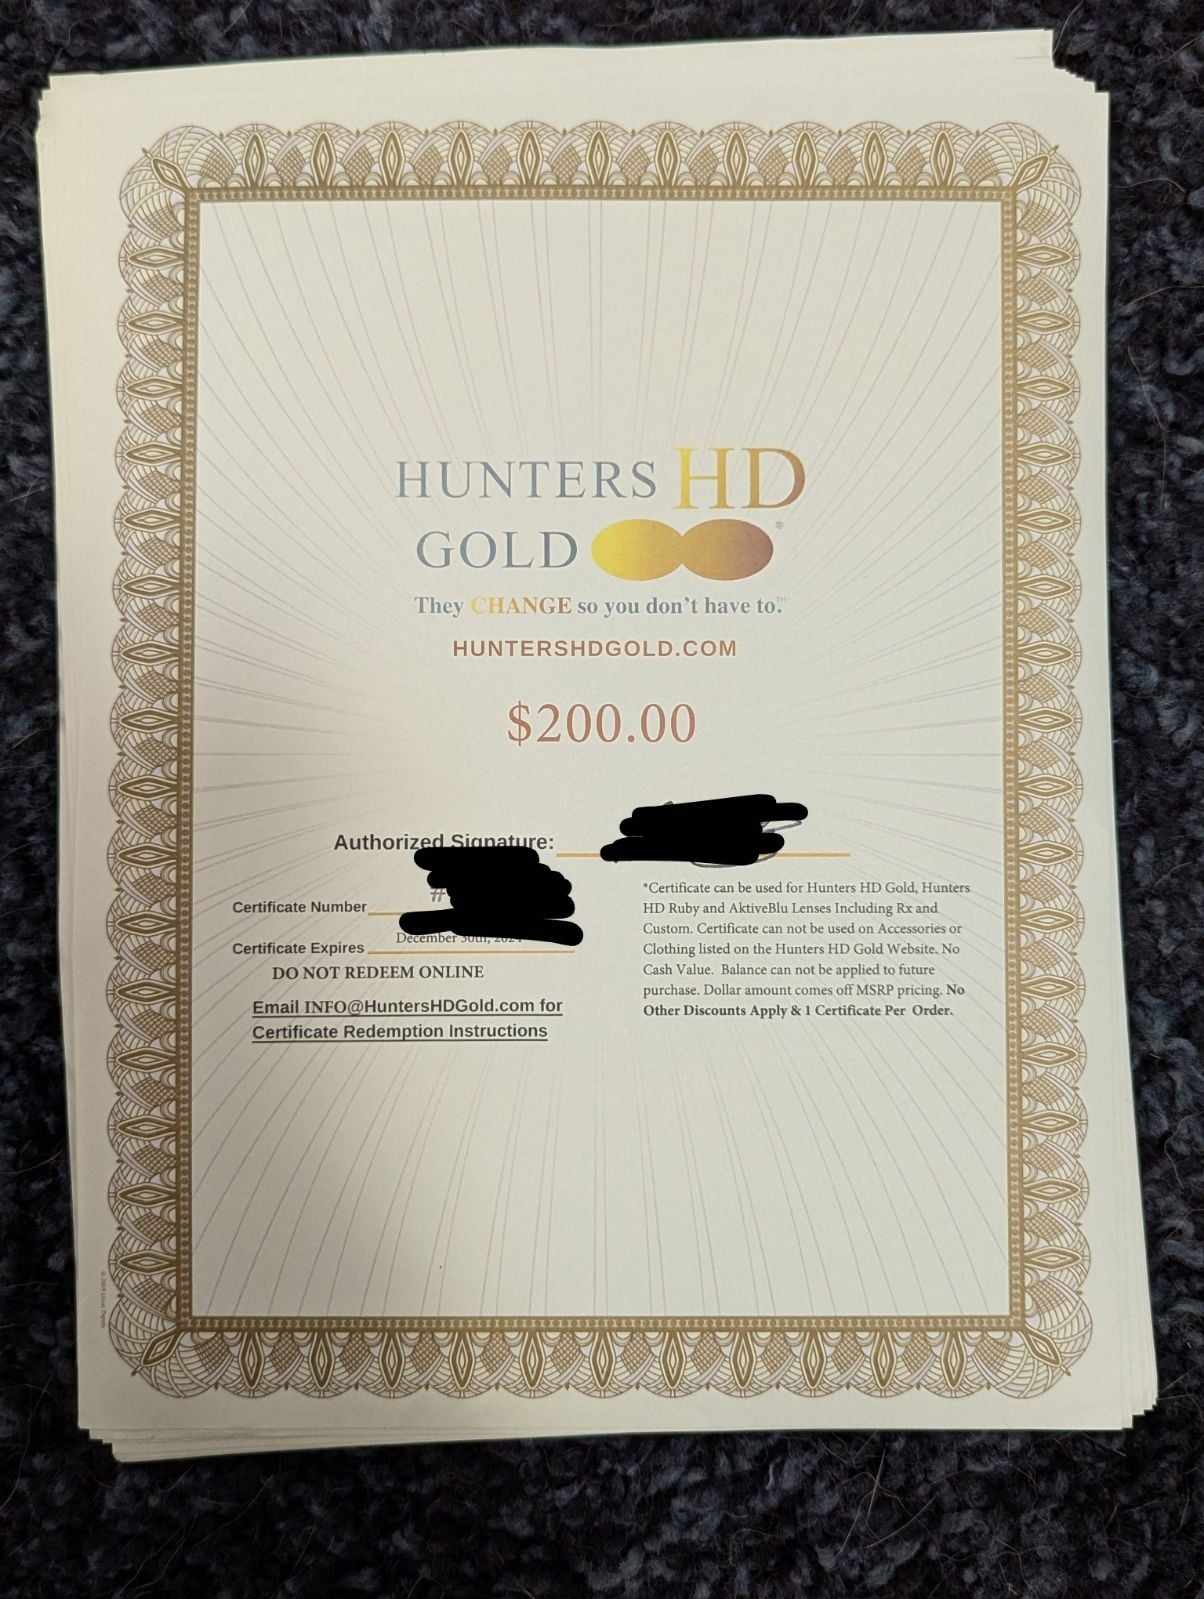 HUNTERS HD
GOLD ®
They CHANGE so you don't have to.™
HUNTERSHDGOLD.COM
$200.00
Authorized Signature:
#
Certificate Number
Certificate Expires December 30th,
DO NOT REDEEM ONLINE
Email INFO@HuntersHDGold.com for
Certificate Redemption Instructions
*Certificate can be used for Hunters HD Gold, Hunters
HD Ruby and AktiveBlu Lenses Including Rx and
Custom. Certificate can not be used on Accessories or
Clothing listed on the Hunters HD Gold Website. No
Cash Value. Balance can not be applied to future
purchase. Dollar amount comes off MSRP pricing. No
Other Discounts Apply & 1 Certificate Per Order.